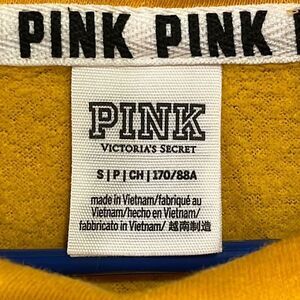 PINK PINK
PINK
VICTORIA'S SECRET
S | P | CH | 170/88A
made in Vietnam/fabriqué au
Vietnam/hecho en Vietnam/
fabbricato in Vietnam/ 越南制造